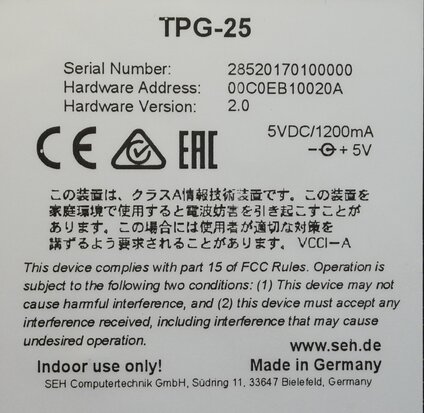 TPG-25
Serial Number: 28520170100000
Hardware Address: 00C0EB10020A
Hardware Version: 2.0
CE EAC 5VDC/1200mA
+ 5V
この装置は、クラスA情報技術装置です。この装置を
家庭環境で使用すると電波妨害を引き起こすことが
あります。この場合には使用者が適切な対策を
講ずるよう要求されることがあります。VCCI-A
This device complies with part 15 of FCC Rules. Operation is
subject to the following two conditions: (1) This device may not
cause harmful interference, and (2) this device must accept any
interference received, including interference that may cause
undesired operation.
www.seh.de
Indoor use only! Made in Germany
SEH Computertechnik GmbH, Südring 11, 33647 Bielefeld, Germany